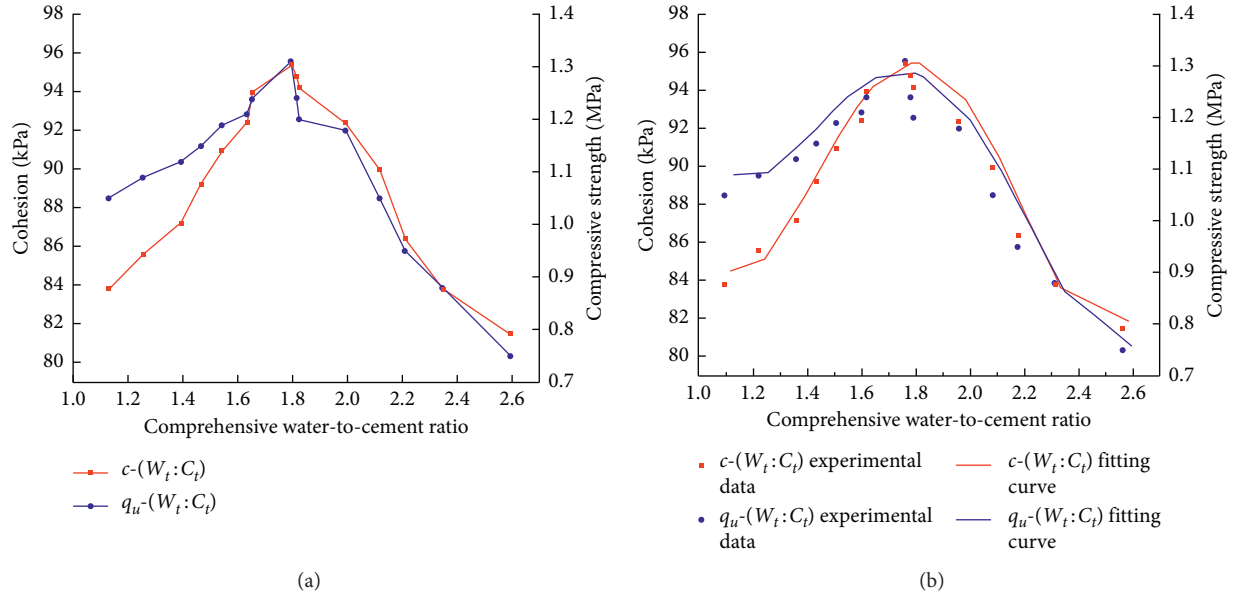 98
96
94
92
90
88
86
84
82
80
Cohesion (kPa)
1.4
1.3
1.2
1.1
1.0
0.9
0.8
0.7
Compressive strength (MPa)
1.0 1.2 1.4 1.6 1.8 2.0 2.2 2.4 2.6
Comprehensive water-to-cement ratio
c-(Wt:Ct)
qu-(Wt:Ct)
(a)
98
96
94
92
90
88
86
84
82
80
Cohesion (kPa)
1.4
1.3
1.2
1.1
1.0
0.9
0.8
0.7
Compressive strength (MPa)
1.0 1.2 1.4 1.6 1.8 2.0 2.2 2.4 2.6
Comprehensive water-to-cement ratio
c-(Wt:Ct) experimental
data
qu-(Wt:Ct) experimental
data
c-(Wt:Ct) fitting
curve
qu-(Wt:Ct) fitting
curve
(b)